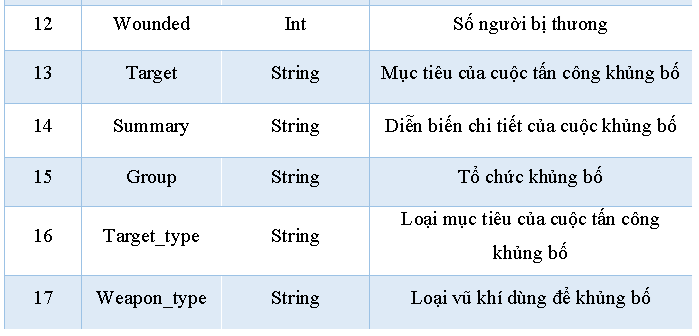 12 Wounded Int Số người bị thương
13 Target String Mục tiêu của cuộc tấn công khủng bố
14 Summary String Diễn biến chi tiết của cuộc khủng bố
15 Group String Tổ chức khủng bố
16 Target_type String Loại mục tiêu của cuộc tấn công
khủng bố
17 Weapon_type String Loại vũ khí dùng để khủng bố